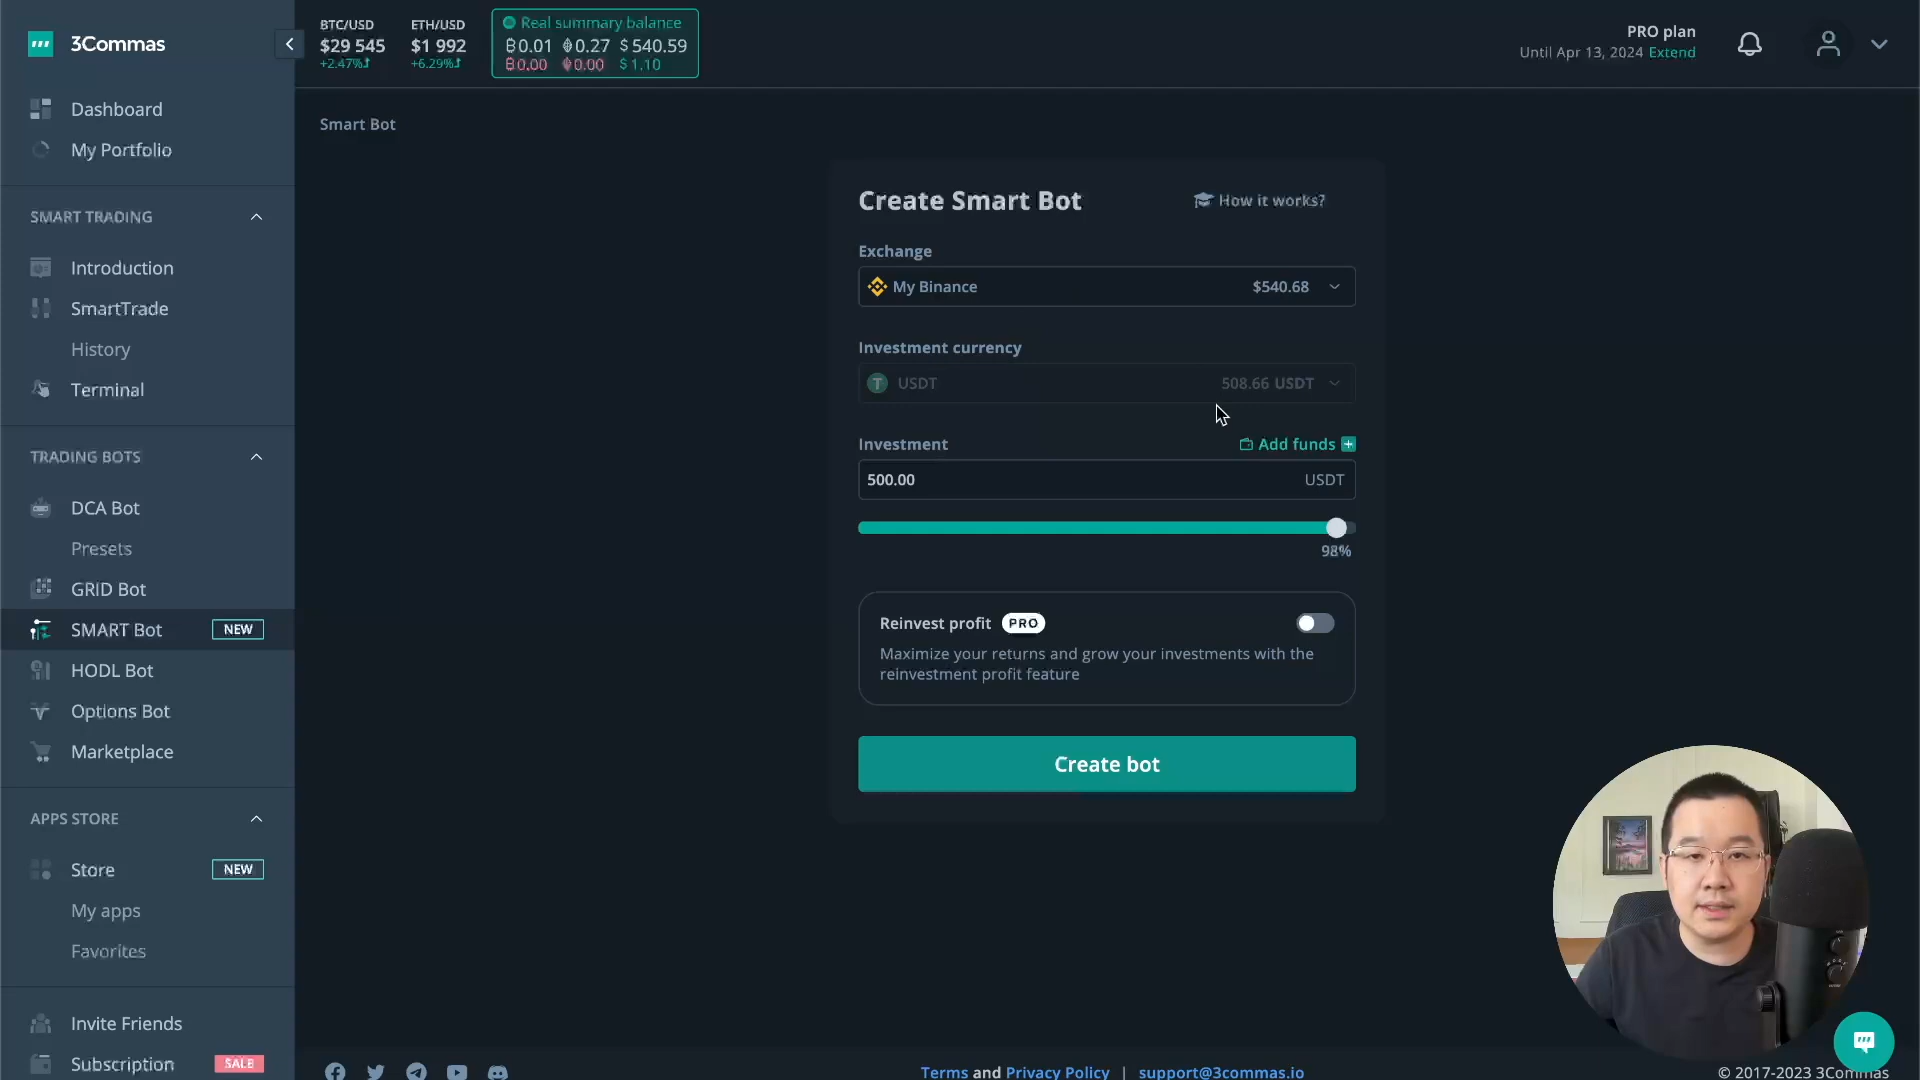 3Commas
BTC/USD
$29 545
+2.47%
ETH/USD
$1 992
+6.29%
Real summary balance
0.01 0.27 $ 540.59
0.00 0.00 $ 1.10
PRO plan
Until Apr 13, 2024 Extend
Dashboard
My Portfolio
SMART TRADING
Introduction
SmartTrade
History
Terminal
TRADING BOTS
DCA Bot
Presets
GRID Bot
SMART Bot NEW
HODL Bot
Options Bot
Marketplace
APPS STORE
Store NEW
My apps
Favorites
Invite Friends
Subscription SALE
Smart Bot
Create Smart Bot
How it works?
Exchange
My Binance $540.68
Investment currency
T USDT 508.66 USDT
Investment Add funds +
500.00 USDT
98%
Reinvest profit PRO
Maximize your returns and grow your investments with the
reinvestment profit feature
Create bot
Terms and Privacy Policy | support@3commas.io
© 2017-2023 3Commas